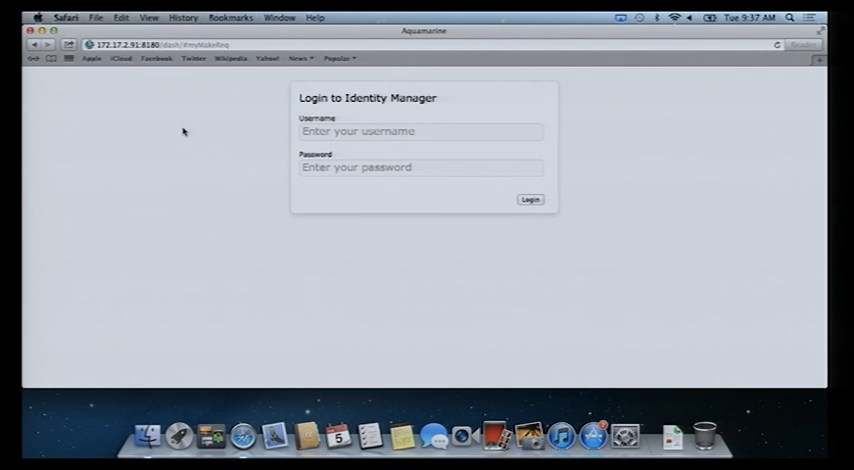 Safari File Edit View History Bookmarks Window Help Tue 9:37 AM
Aquamarine
172.17.2.91:8180/dash/#myMakeReq Reader
Apple iCloud Facebook Twitter Wikipedia Yahoo! News Popular
Login to Identity Manager
Username
Enter your username
Password
Enter your password
Login
5